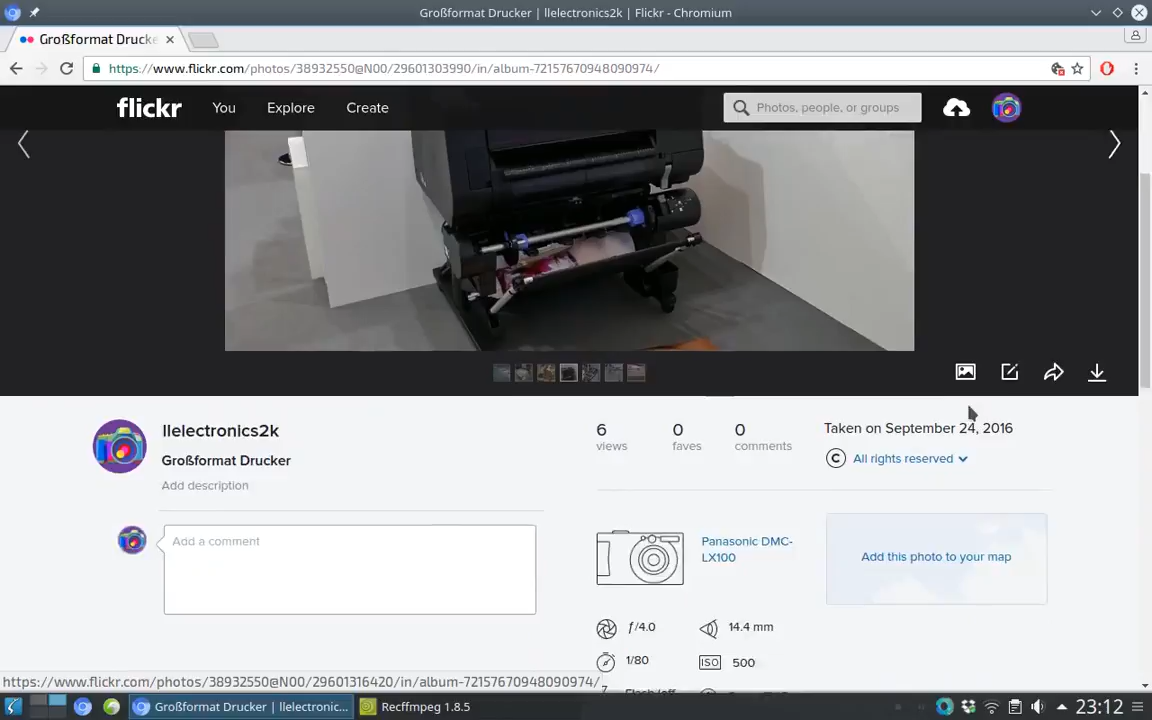 Großformat Drucker | llelectronics2k | Flickr - Chromium
Großformat Drucke
https://www.flickr.com/photos/38932550@N00/29601303990/in/album-72157670948090974/
flickr You Explore Create Photos, people, or groups
llelectronics2k
Großformat Drucker
Add description
Add a comment
6 views
0 faves
0 comments
Taken on September 24, 2016
All rights reserved
Panasonic DMC-
LX100
Add this photo to your map
ƒ/4.0 14.4 mm
1/80 ISO 500
https://www.flickr.com/photos/38932550@N00/29601316420/in/album-72157670948090974/
Großformat Drucker | llelectronic... Recffmpeg 1.8.5 23:12